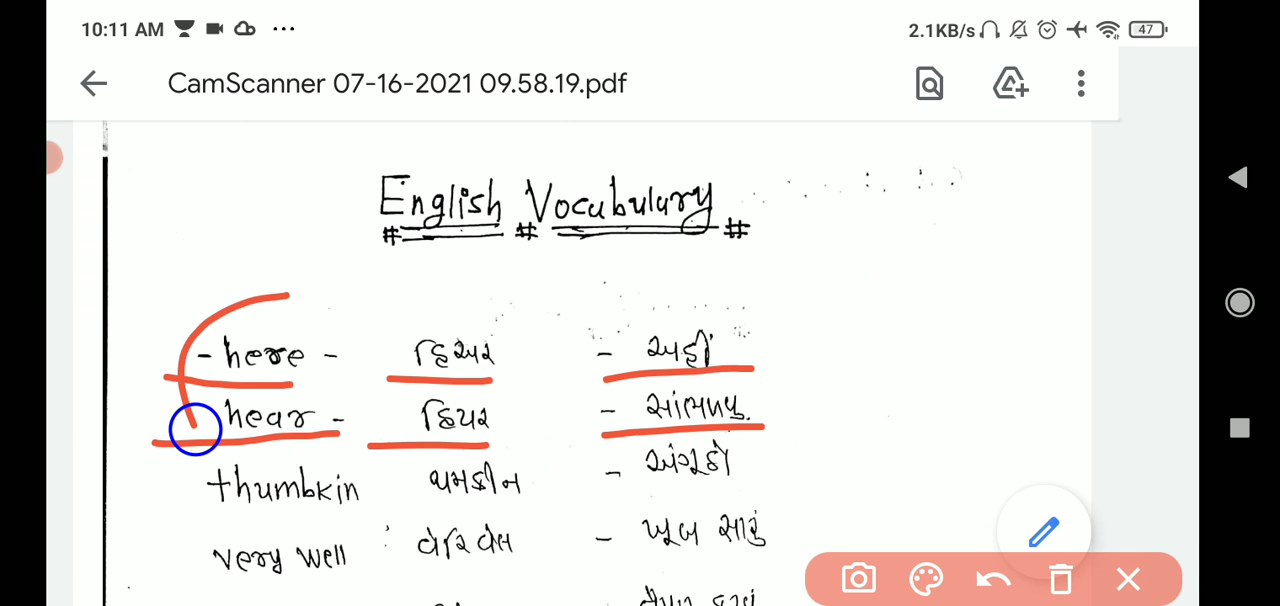 10:11 AM ... 2.1KB/s 47
CamScanner 07-16-2021 09.58.19.pdf
English Vocabulary
# # #
- here - હિયર - અહીં
hear - હિયર - સાંભળવુ.
thumbkin થમકીન - અંગૂઠો
very well : વેરિ વેલ - ખૂબ સારું